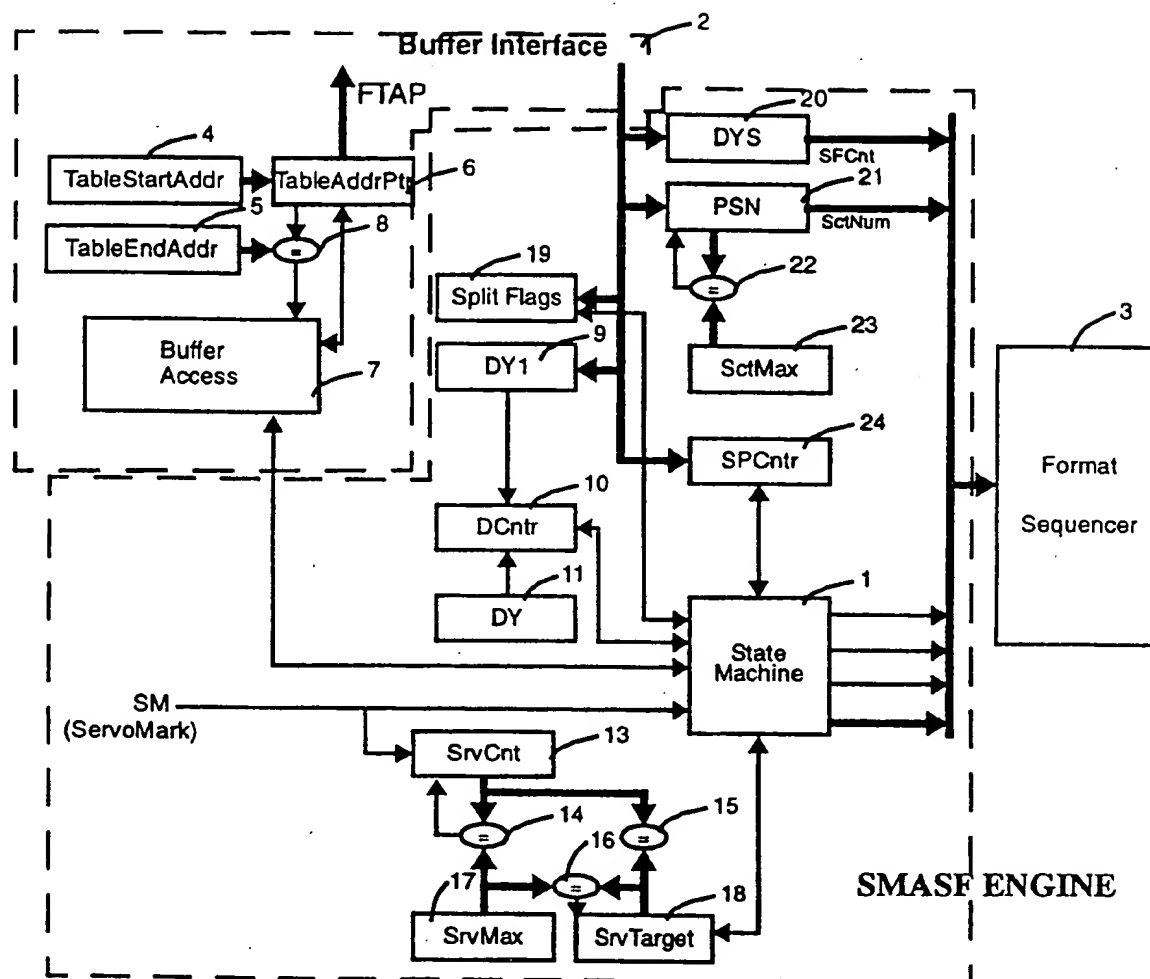 2
Buffer Interface
FTAP
4
TableStartAddr
TableAddrPtr
6
5
TableEndAddr
=
8
Buffer
Access
7
20
DYS
SFCnt
21
PSN
SctNum
=
22
23
SctMax
19
Split Flags
9
DY1
24
SPCntr
10
DCntr
11
DY
3
Format
Sequencer
1
State
Machine
SM
(ServoMark)
SrvCnt
13
=
14
=
15
=
16
17
SrvMax
18
SrvTarget
SMASF ENGINE